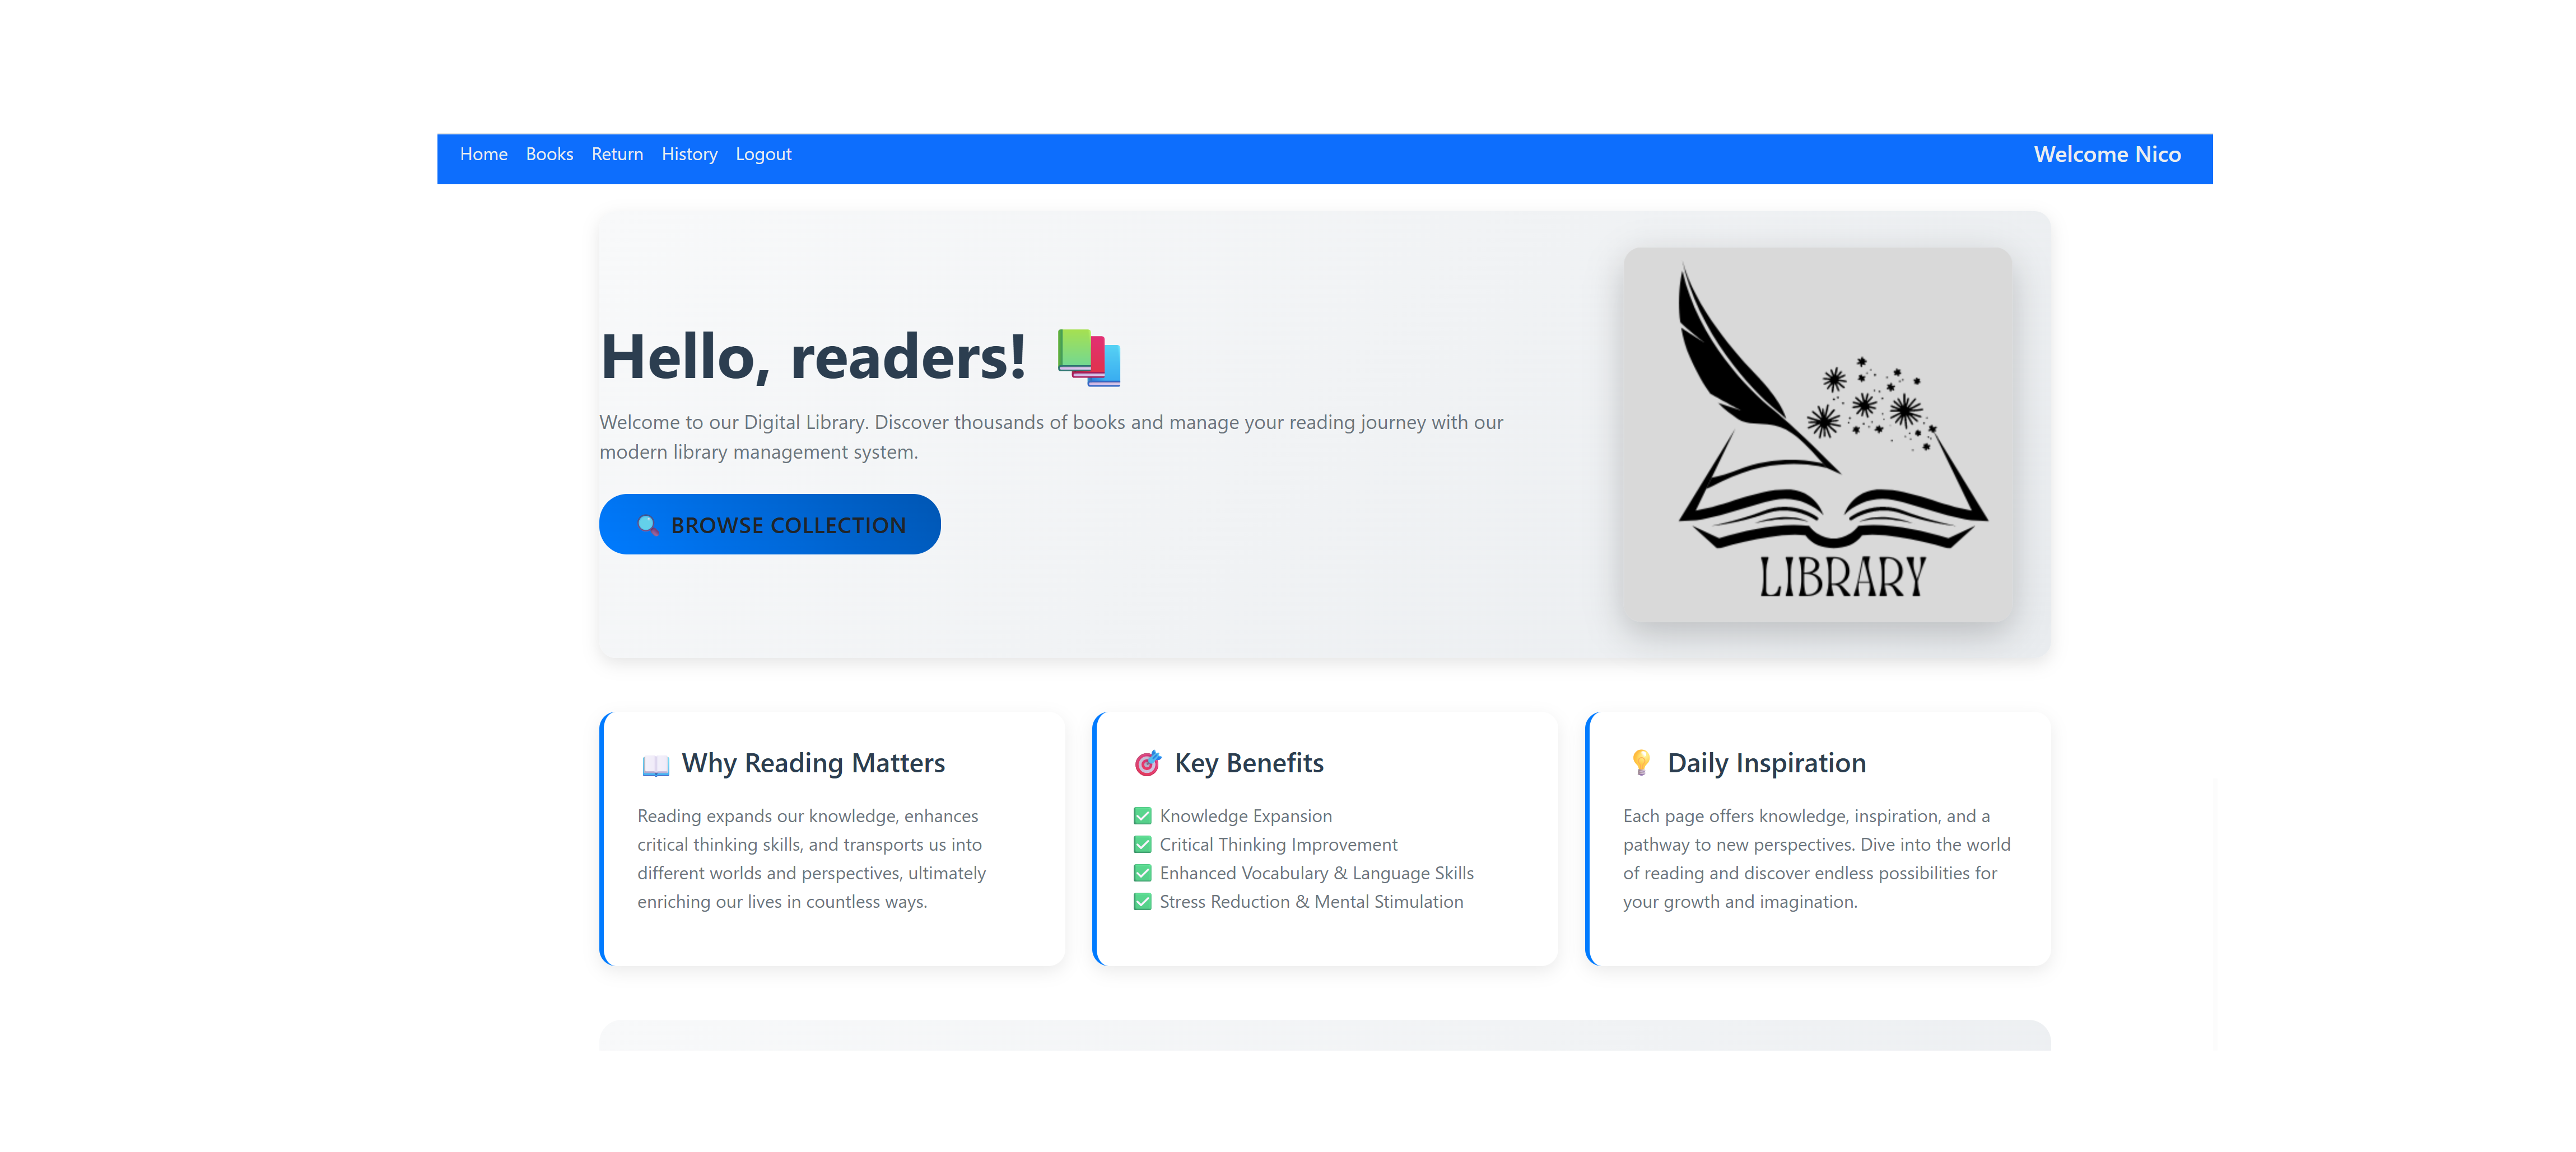 Home Books Return History Logout
Welcome Nico
Hello, readers!
Welcome to our Digital Library. Discover thousands of books and manage your reading journey with our
modern library management system.
BROWSE COLLECTION
LIBRARY
Why Reading Matters
Reading expands our knowledge, enhances
critical thinking skills, and transports us into
different worlds and perspectives, ultimately
enriching our lives in countless ways.
Key Benefits
Knowledge Expansion
Critical Thinking Improvement
Enhanced Vocabulary & Language Skills
Stress Reduction & Mental Stimulation
Daily Inspiration
Each page offers knowledge, inspiration, and a
pathway to new perspectives. Dive into the world
of reading and discover endless possibilities for
your growth and imagination.